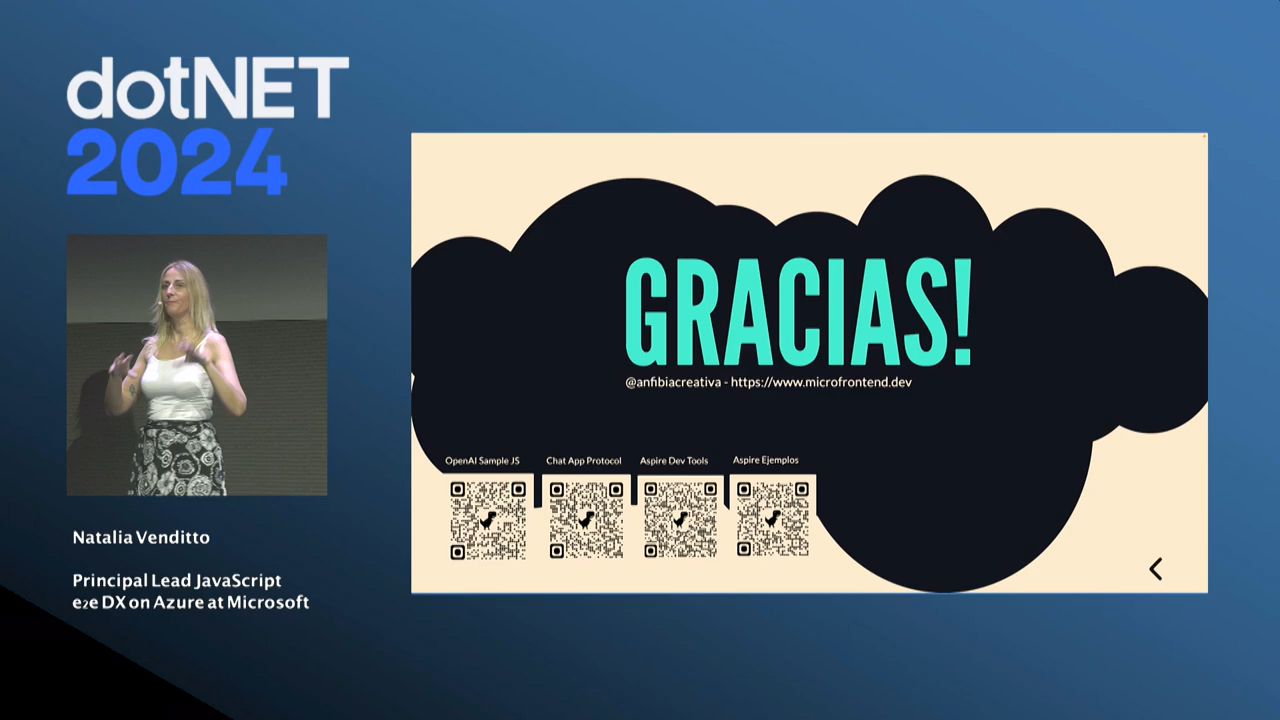 dotNET
2024
GRACIAS!
@anfibiacreativa - https://www.microfrontend.dev
OpenAI Sample JS
Chat App Protocol
Aspire Dev Tools
Aspire Ejemplos
Natalia Venditto
Principal Lead JavaScript
e2e DX on Azure at Microsoft